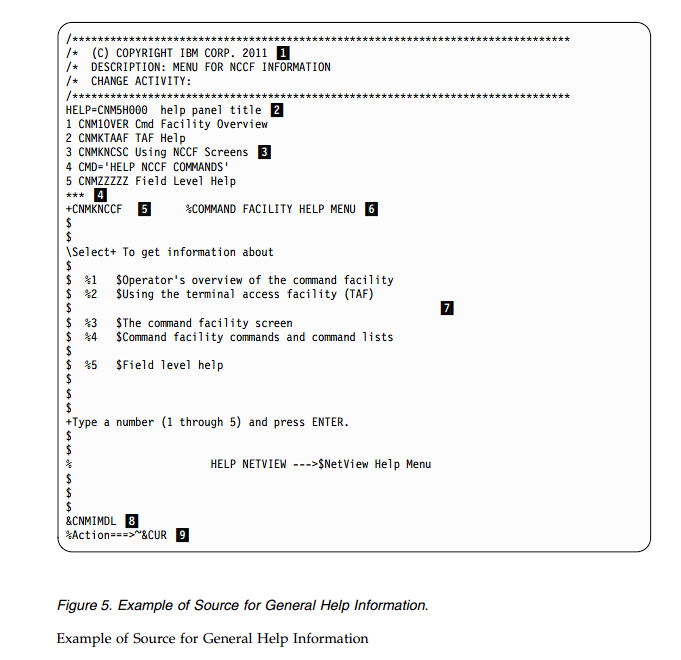 /******************************************************************************
/*  (C) COPYRIGHT IBM CORP. 2011  1
/*  DESCRIPTION: MENU FOR NCCF INFORMATION
/*  CHANGE ACTIVITY:
/******************************************************************************
HELP=CNM5H000  help panel title  2
1 CNM1OVER Cmd Facility Overview
2 CNMKTAAF TAF Help
3 CNMKNCSC Using NCCF Screens  3
4 CMD='HELP NCCF COMMANDS'
5 CNMZZZZZ Field Level Help
***  4
+CNMKNCCF  5      %COMMAND FACILITY HELP MENU  6
$
$
\Select+ To get information about
$
$  %1   $Operator's overview of the command facility
$  %2   $Using the terminal access facility (TAF)
$  7
$  %3   $The command facility screen
$  %4   $Command facility commands and command lists
$
$  %5   $Field level help
$
$
$
+Type a number (1 through 5) and press ENTER.
$
$
%                      HELP NETVIEW --->$NetView Help Menu
$
$
$
&CNMIMDL  8
%Action===>~&CUR  9
Figure 5. Example of Source for General Help Information.
Example of Source for General Help Information